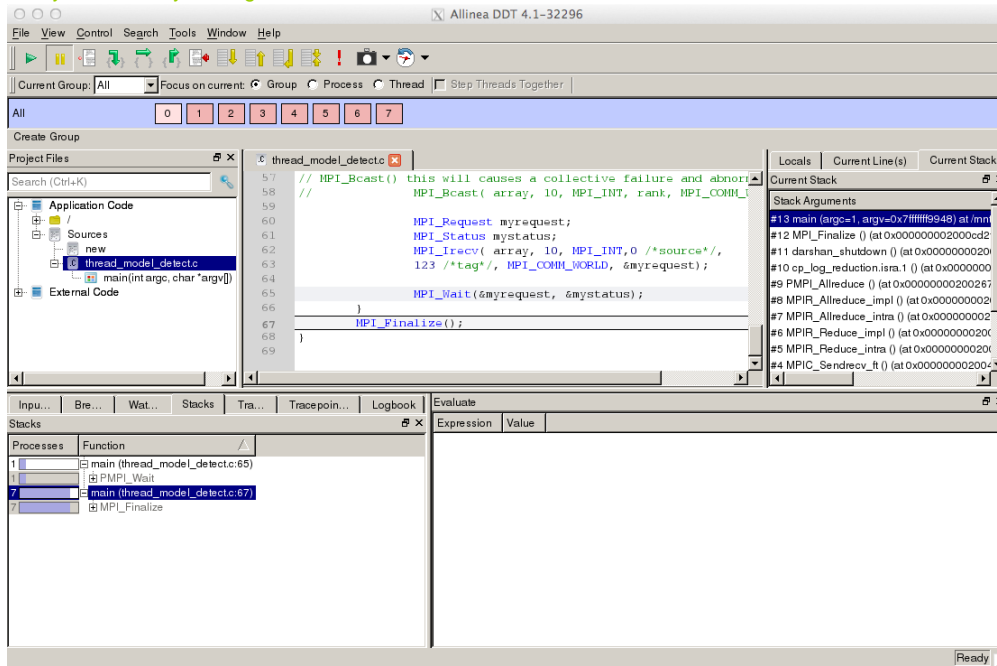 Allinea DDT 4.1-32296
File View Control Search Tools Window Help
Current Group: All Focus on current: Group Process Thread Step Threads Together
All 0 1 2 3 4 5 6 7
Create Group
Project Files
Search (Ctrl+K)
Application Code
/
Sources
new
thread_model_detect.c
main(int argc, char *argv[])
External Code
thread_model_detect.c
57 // MPI_Bcast() this will causes a collective failure and abnorm
58 // MPI_Bcast( array, 10, MPI_INT, rank, MPI_COMM_
59
60 MPI_Request myrequest;
61 MPI_Status mystatus;
62 MPI_Irecv( array, 10, MPI_INT,0 /*source*/,
63 123 /*tag*/, MPI_COMM_WORLD, &myrequest);
64
65 MPI_Wait(&myrequest, &mystatus);
66 }
67 MPI_Finalize();
68 }
69
Locals Current Line(s) Current Stack
Current Stack
Stack Arguments
#13 main (argc=1, argv=0x7fffffff9948) at /mnt
#12 MPI_Finalize () (at 0x000000002000cd2
#11 darshan_shutdown () (at 0x0000000020
#10 cp_log_reduction.isra.1 () (at 0x0000000
#9 PMPI_Allreduce () (at 0x00000000200267
#8 MPIR_Allreduce_impl () (at 0x000000002
#7 MPIR_Allreduce_intra () (at 0x000000002
#6 MPIR_Reduce_impl () (at 0x0000000020
#5 MPIR_Reduce_intra () (at 0x0000000020
#4 MPIC_Sendrecv_ft () (at 0x000000002004
Inpu... Bre... Wat... Stacks Tra... Tracepoin... Logbook
Stacks
Processes Function
1 main (thread_model_detect.c:65)
1 PMPI_Wait
7 main (thread_model_detect.c:67)
7 MPI_Finalize
Evaluate
Expression Value
Ready